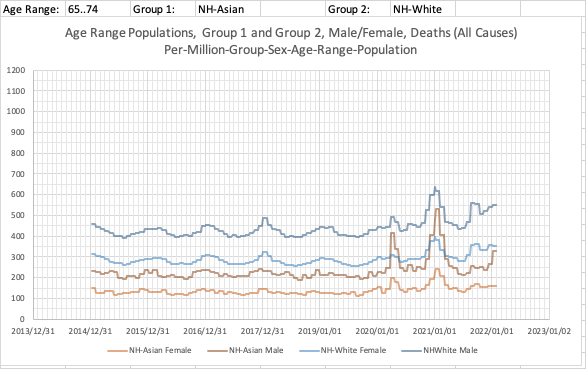 Age Range: 65..74 Group 1: NH-Asian Group 2: NH-White
Age Range Populations, Group 1 and Group 2, Male/Female, Deaths (All Causes)
Per-Million-Group-Sex-Age-Range-Population
1200
1100
1000
900
800
700
600
500
400
300
200
100
0
2013/12/31 2014/12/31 2015/12/31 2016/12/31 2017/12/31 2019/01/01 2020/01/01 2021/01/01 2022/01/01 2023/01/02
NH-Asian Female NH-Asian Male NH-White Female NHWhite Male